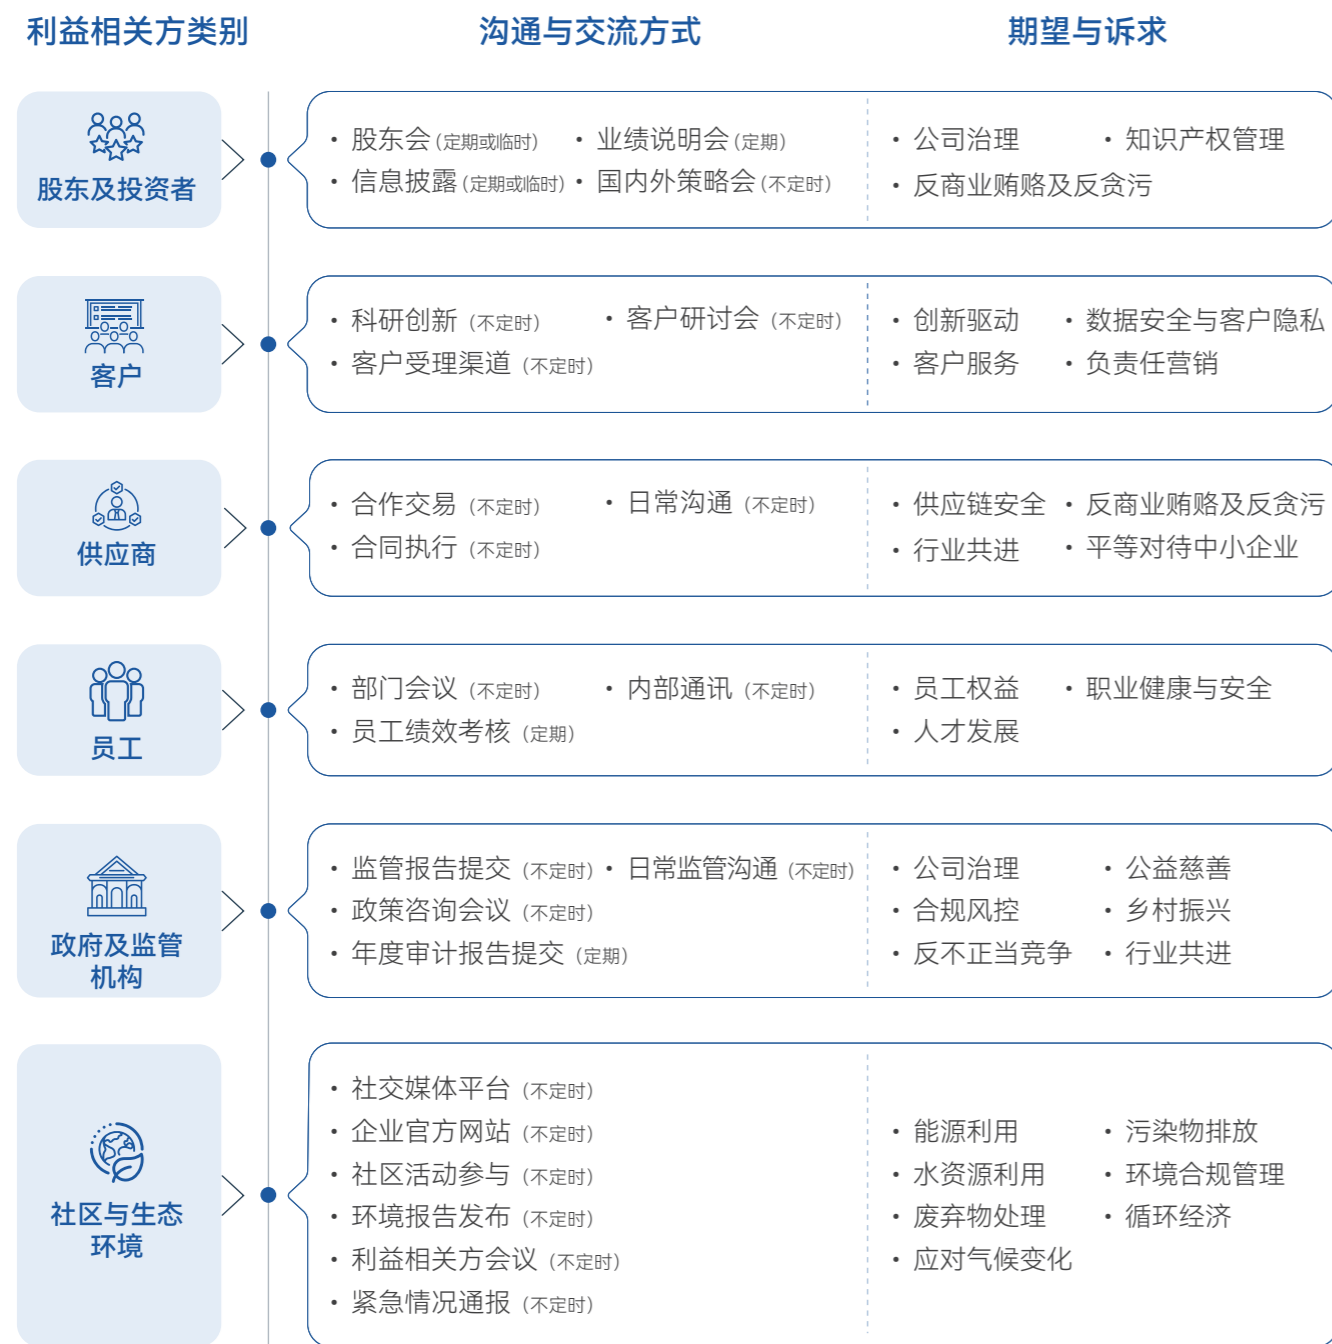 利益相关方类别 沟通与交流方式 期望与诉求
股东及投资者
• 股东会(定期或临时) • 业绩说明会(定期)
• 信息披露(定期或临时) • 国内外策略会(不定时)
• 公司治理 • 知识产权管理
• 反商业贿赂及反贪污
客户
• 科研创新（不定时） • 客户研讨会（不定时）
• 客户受理渠道（不定时）
• 创新驱动 • 数据安全与客户隐私
• 客户服务 • 负责任营销
供应商
• 合作交易（不定时） • 日常沟通（不定时）
• 合同执行（不定时）
• 供应链安全 • 反商业贿赂及反贪污
• 行业共进 • 平等对待中小企业
员工
• 部门会议（不定时） • 内部通讯（不定时）
• 员工绩效考核（定期）
• 员工权益 • 职业健康与安全
• 人才发展
政府及监管
机构
• 监管报告提交（不定时） • 日常监管沟通（不定时）
• 政策咨询会议（不定时）
• 年度审计报告提交（定期）
• 公司治理 • 公益慈善
• 合规风控 • 乡村振兴
• 反不正当竞争 • 行业共进
社区与生态
环境
• 社交媒体平台（不定时）
• 企业官方网站（不定时）
• 社区活动参与（不定时）
• 环境报告发布（不定时）
• 利益相关方会议（不定时）
• 紧急情况通报（不定时）
• 能源利用 • 污染物排放
• 水资源利用 • 环境合规管理
• 废弃物处理 • 循环经济
• 应对气候变化